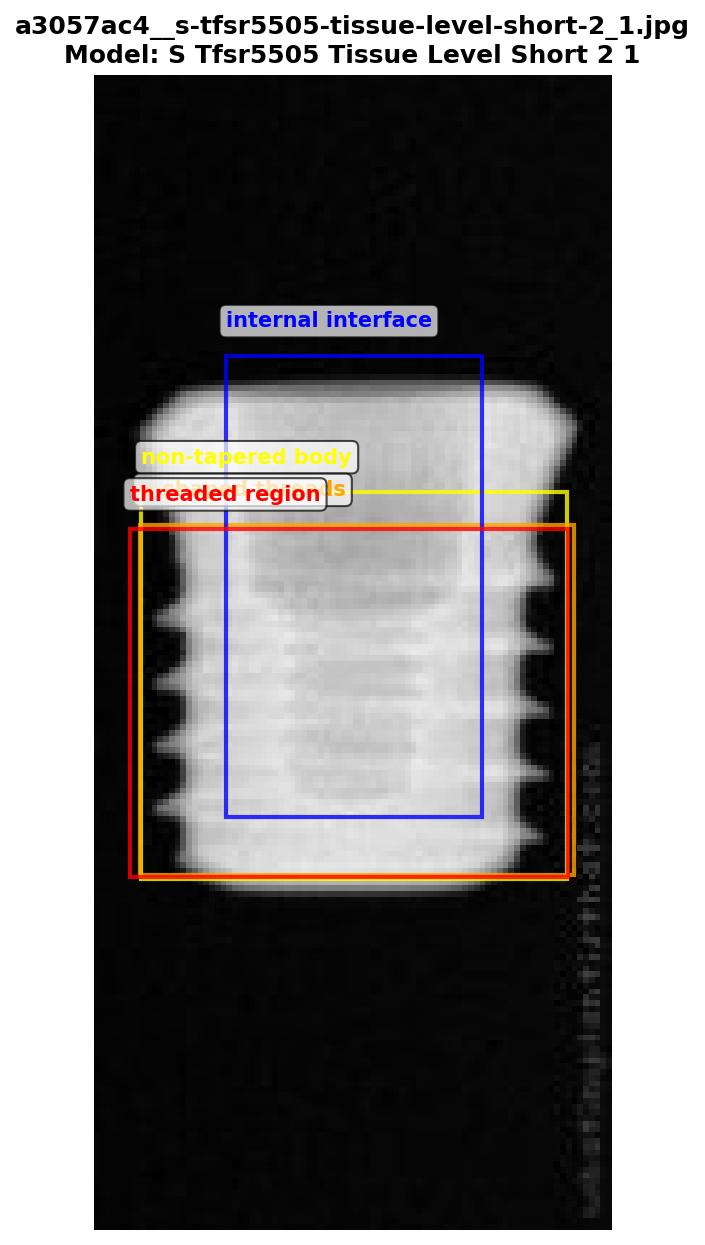 a3057ac4__s-tfsr5505-tissue-level-short-2_1.jpg
Model: S Tfsr5505 Tissue Level Short 2 1
internal interface
non-tapered body
threaded region